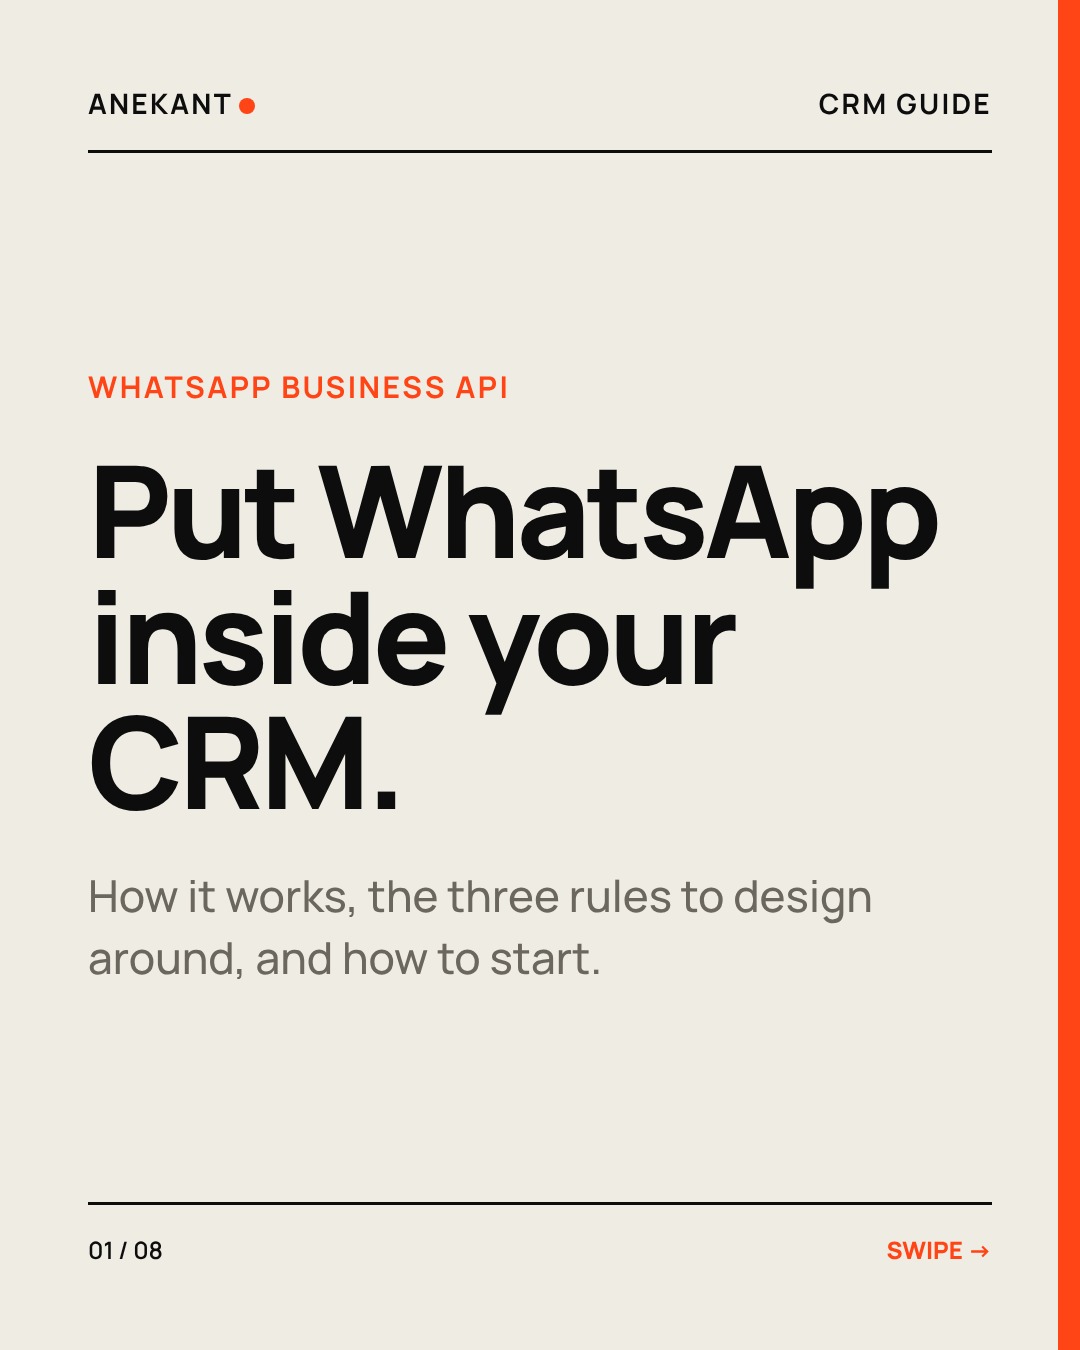 ANEKANT
CRM GUIDE
WHATSAPP BUSINESS API
Put WhatsApp
inside your
CRM.
How it works, the three rules to design
around, and how to start.
01 / 08
SWIPE →